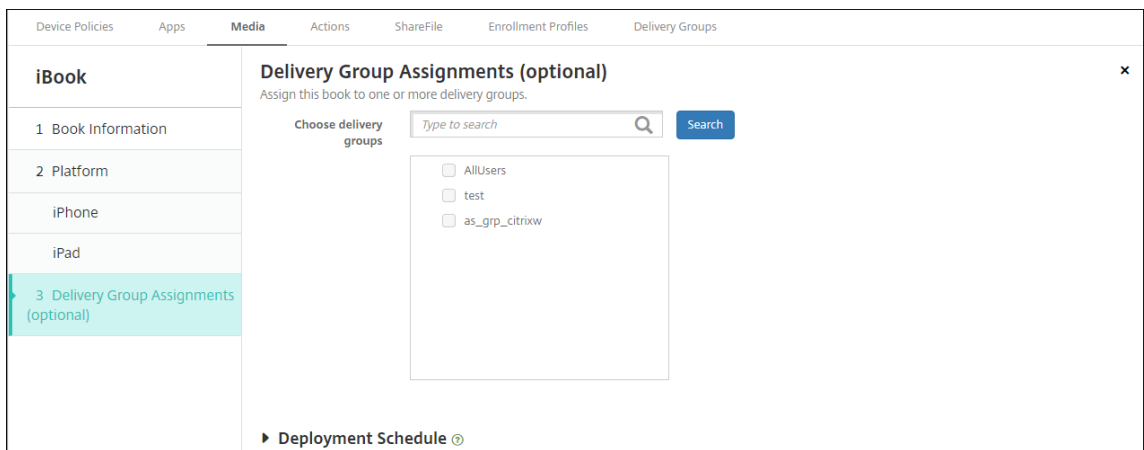 Device Policies Apps Media Actions ShareFile Enrollment Profiles Delivery Groups
iBook
1 Book Information
2 Platform
iPhone
iPad
3 Delivery Group Assignments
(optional)
Delivery Group Assignments (optional)
Assign this book to one or more delivery groups.
Choose delivery
groups
Type to search
Search
AllUsers
test
as_grp_citrixw
Deployment Schedule ?